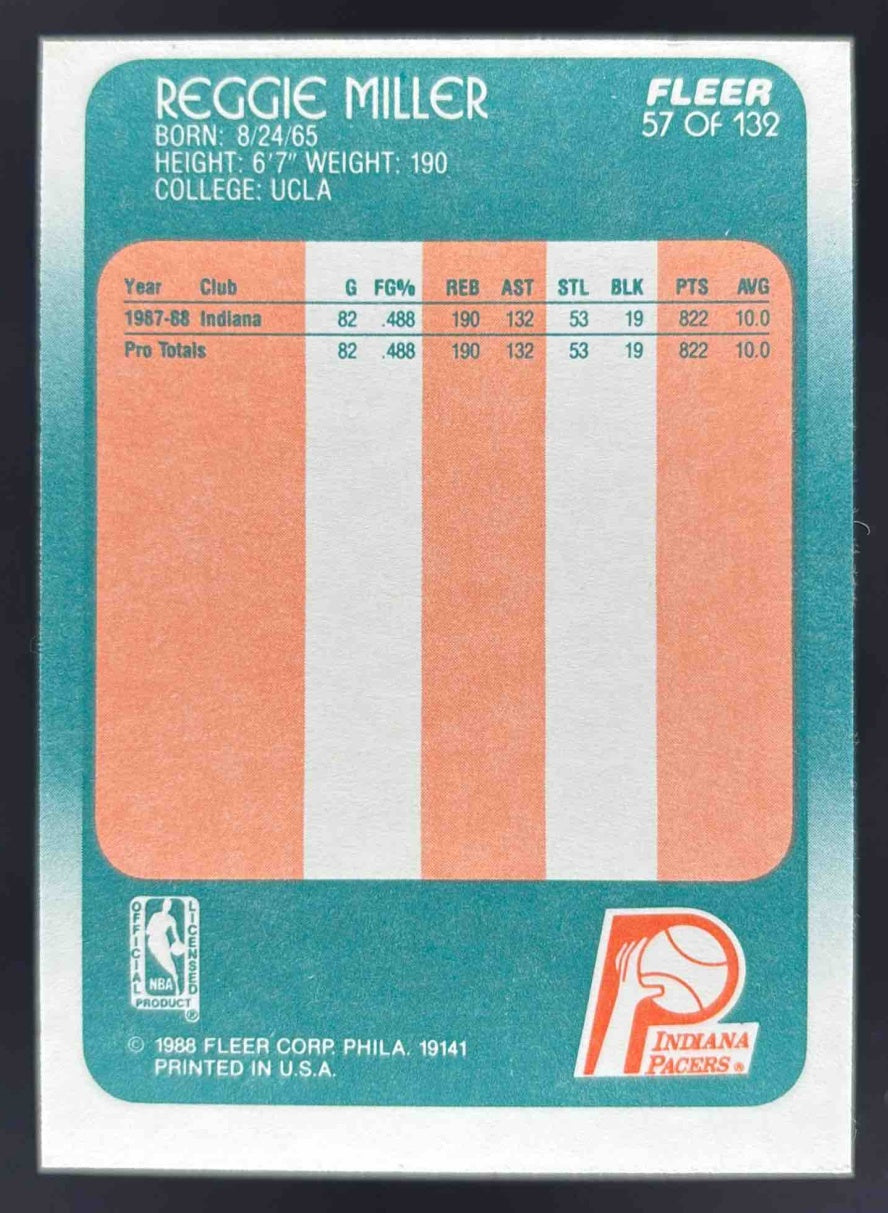 REGGIE MILLER
BORN: 8/24/65
HEIGHT: 6'7" WEIGHT: 190
COLLEGE: UCLA
FLEER
57 OF 132
Year Club G FG% REB AST STL BLK PTS AVG
1987-88 Indiana 82 .488 190 132 53 19 822 10.0
Pro Totals 82 .488 190 132 53 19 822 10.0
OFFICIAL LICENSED
NBA
PRODUCT
®
© 1988 FLEER CORP. PHILA. 19141
PRINTED IN U.S.A.
INDIANA
PACERS ®